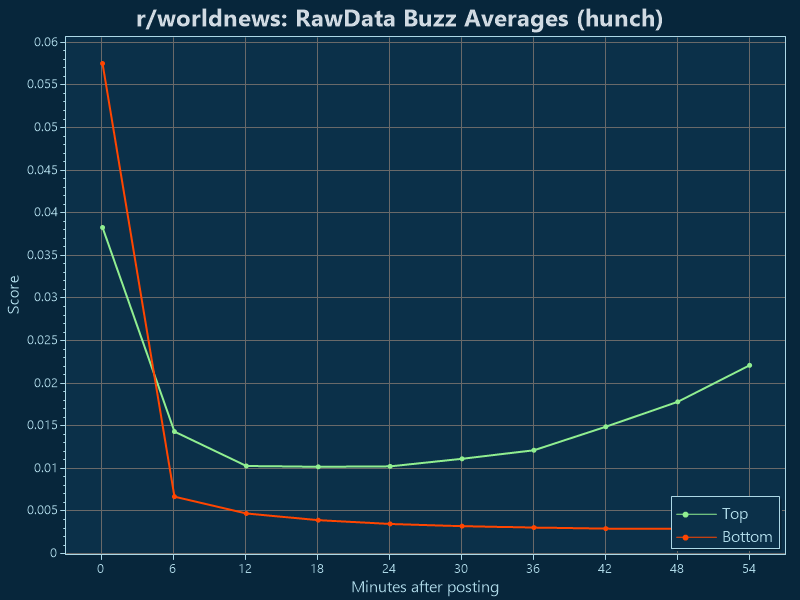 r/worldnews: RawData Buzz Averages (hunch)
0.06
0.055
0.05
0.045
0.04
0.035
0.03
0.025
0.02
0.015
0.01
0.005
0
Score
Top
Bottom
0 6 12 18 24 30 36 42 48 54
Minutes after posting